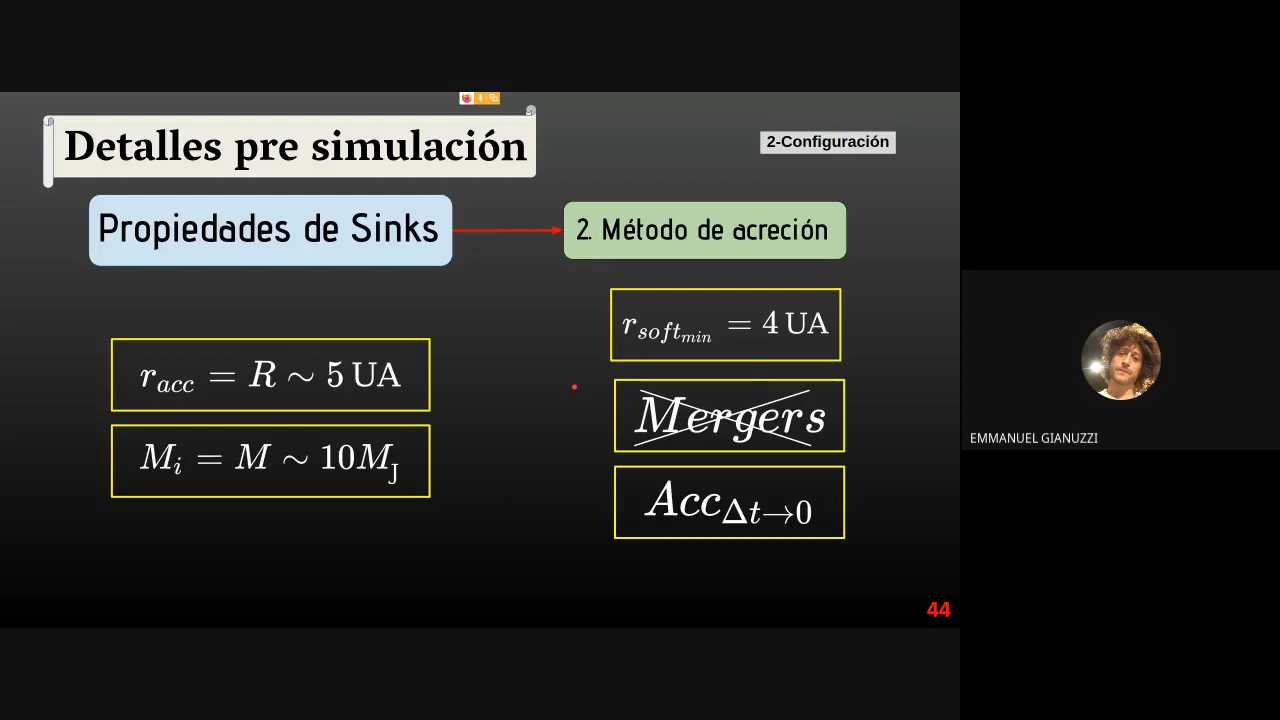 Detalles pre simulación
2-Configuración
Propiedades de Sinks
2. Método de acreción
r_{acc} = R ∼ 5 UA
M_i = M ∼ 10M_J
r_{soft_{min}} = 4 UA
Mergers
Acc_{Δt→0}
44
EMMANUEL GIANUZZI